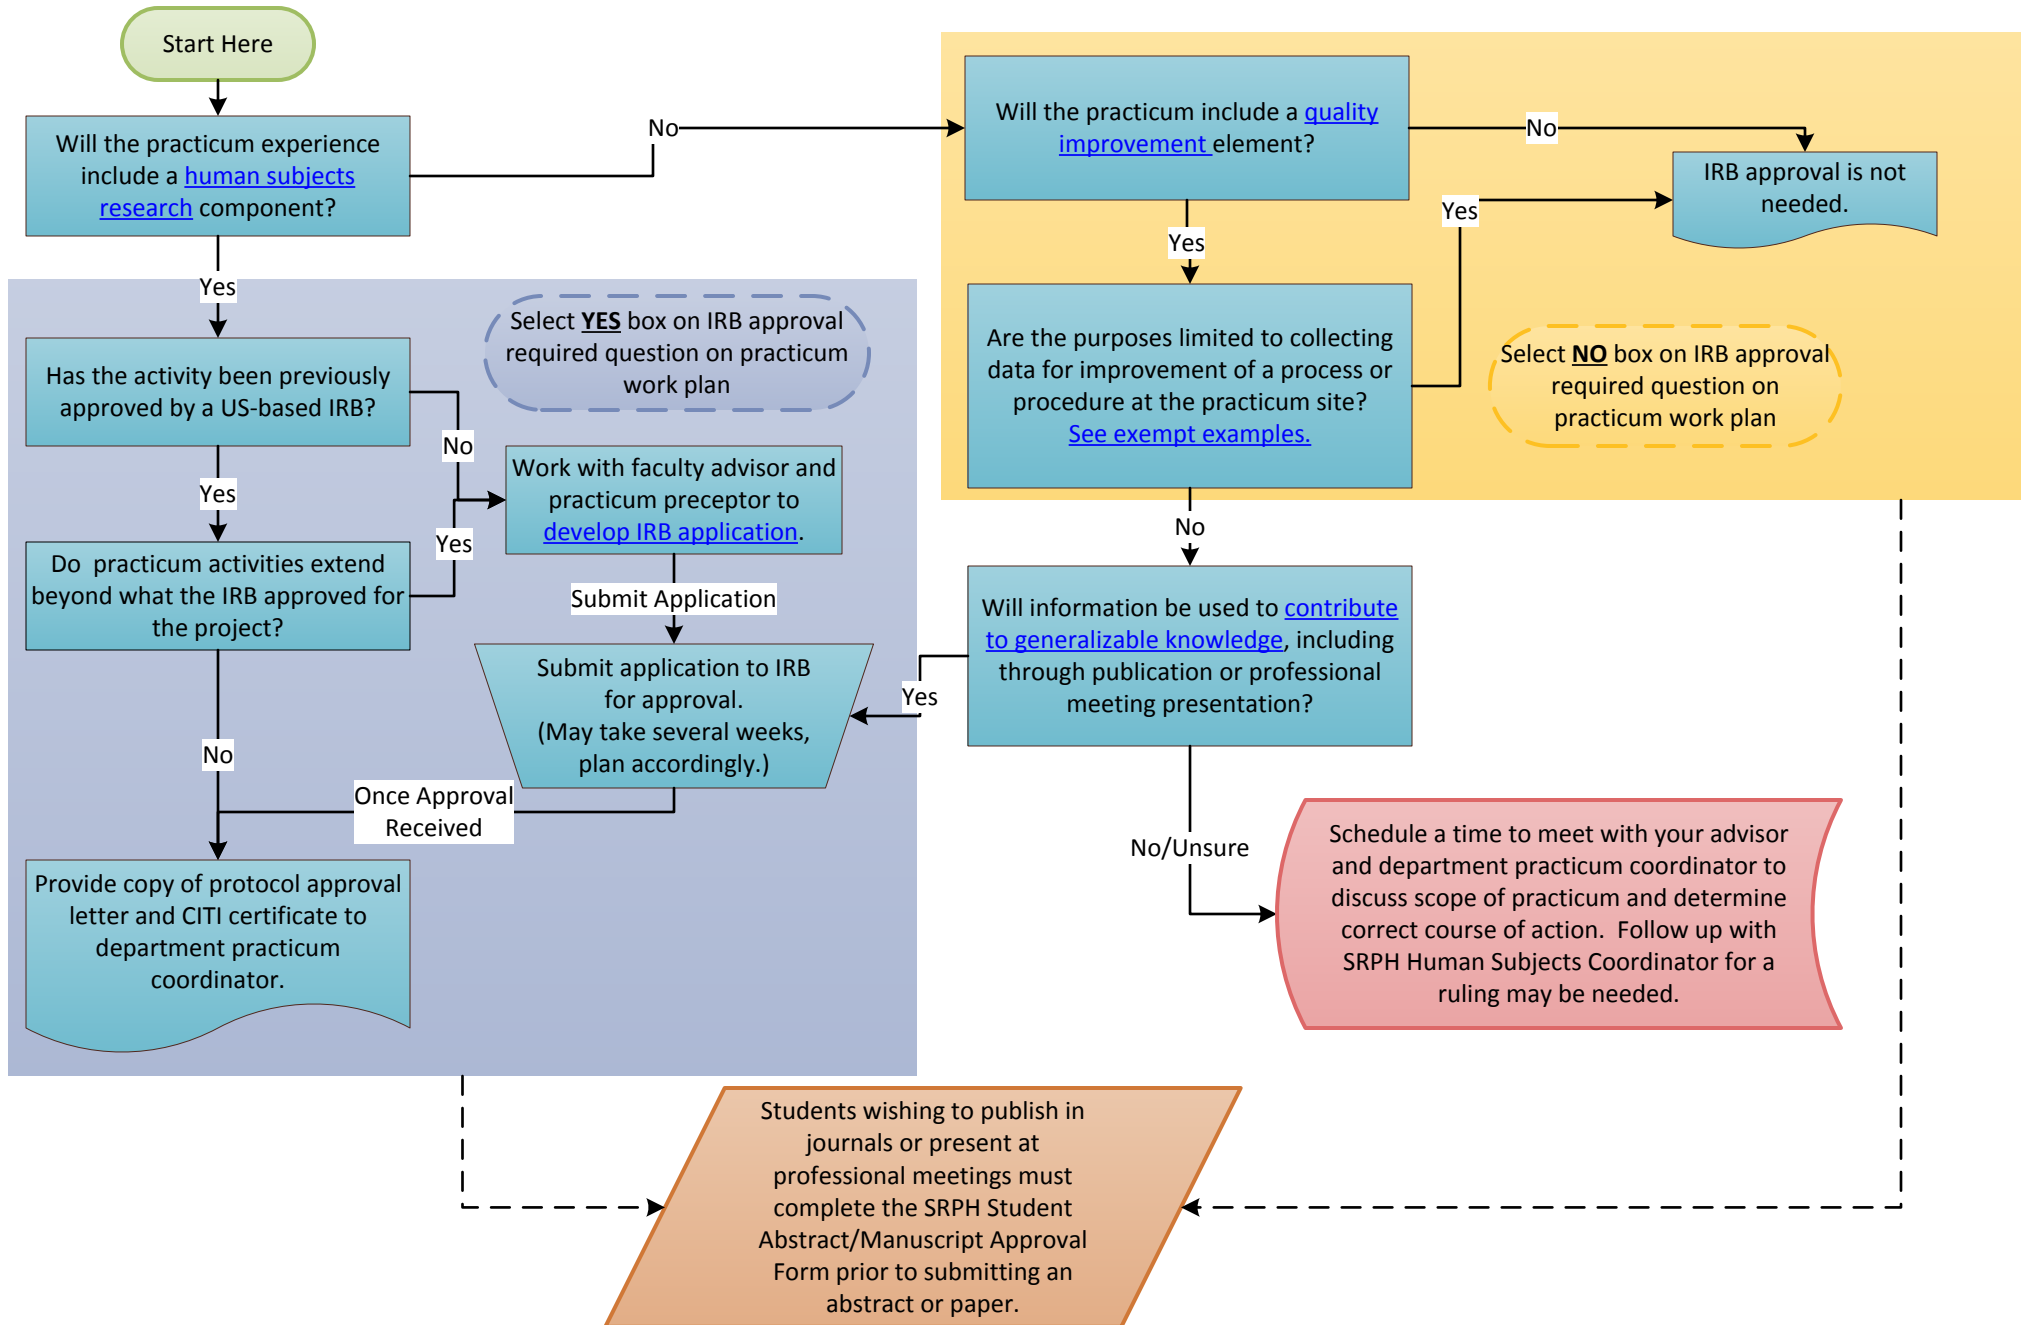 Start Here
Will the practicum experience
include a human subjects
research component?
No
Will the practicum include a quality
improvement element?
No
IRB approval is not
needed.
Yes
Yes
Are the purposes limited to collecting
data for improvement of a process or
procedure at the practicum site?
See exempt examples.
Select NO box on IRB approval
required question on
practicum work plan
Yes
Select YES box on IRB approval
required question on practicum
work plan
Has the activity been previously
approved by a US-based IRB?
No
Yes
Work with faculty advisor and
practicum preceptor to
develop IRB application.
Do  practicum activities extend
beyond what the IRB approved for
the project?
Yes
Submit Application
No
Will information be used to contribute
to generalizable knowledge, including
through publication or professional
meeting presentation?
Yes
Submit application to IRB
for approval.
(May take several weeks,
plan accordingly.)
No
Once Approval
Received
Provide copy of protocol approval
letter and CITI certificate to
department practicum
coordinator.
No/Unsure
Schedule a time to meet with your advisor
and department practicum coordinator to
discuss scope of practicum and determine
correct course of action.  Follow up with
SRPH Human Subjects Coordinator for a
ruling may be needed.
Students wishing to publish in
journals or present at
professional meetings must
complete the SRPH Student
Abstract/Manuscript Approval
Form prior to submitting an
abstract or paper.